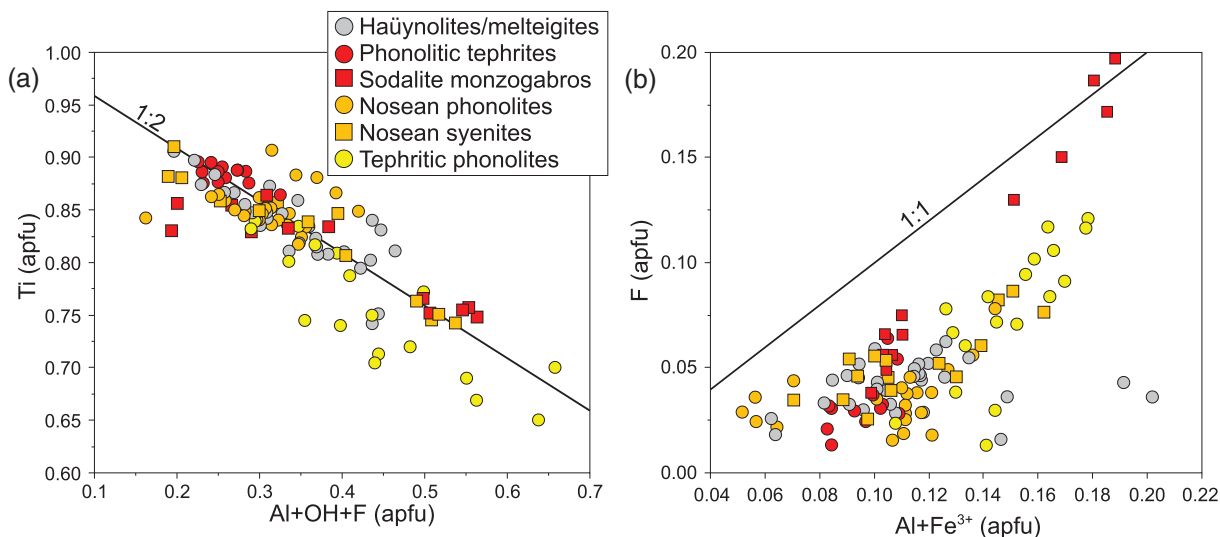 (a)
1.00
0.95
0.90
0.85
0.80
0.75
0.70
0.65
0.60
Ti (apfu)
1:2
0.1
0.2
0.3
0.4
0.5
0.6
0.7
Al+OH+F (apfu)
Haüynolites/melteigites
Phonolitic tephrites
Sodalite monzogabros
Nosean phonolites
Nosean syenites
Tephritic phonolites
(b)
0.20
0.15
0.10
0.05
0.00
F (apfu)
1:1
0.04
0.06
0.08
0.10
0.12
0.14
0.16
0.18
0.20
0.22
Al+Fe³⁺ (apfu)